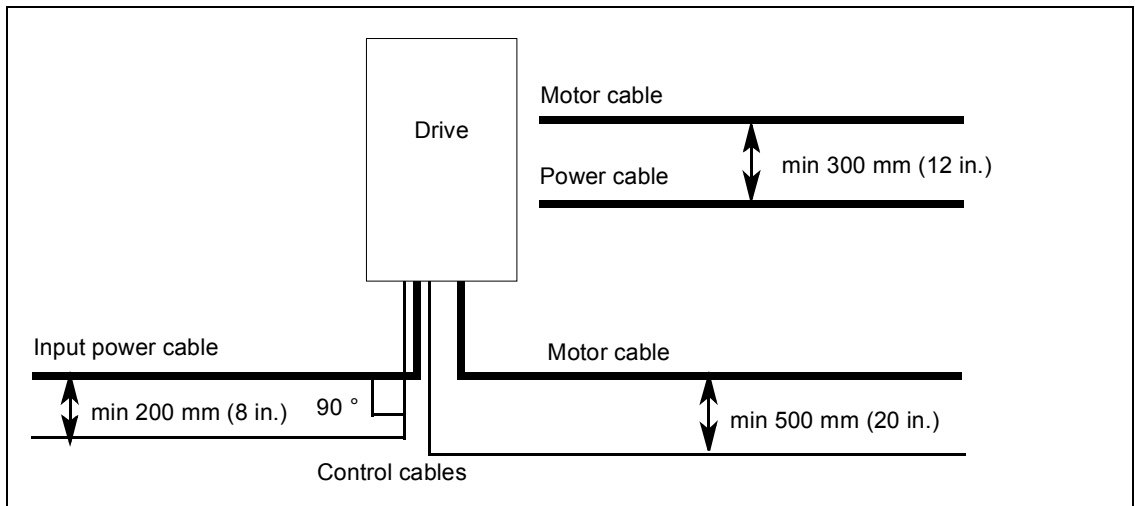 Drive
Motor cable
min 300 mm (12 in.)
Power cable
Input power cable
Motor cable
min 200 mm (8 in.)
90 °
min 500 mm (20 in.)
Control cables